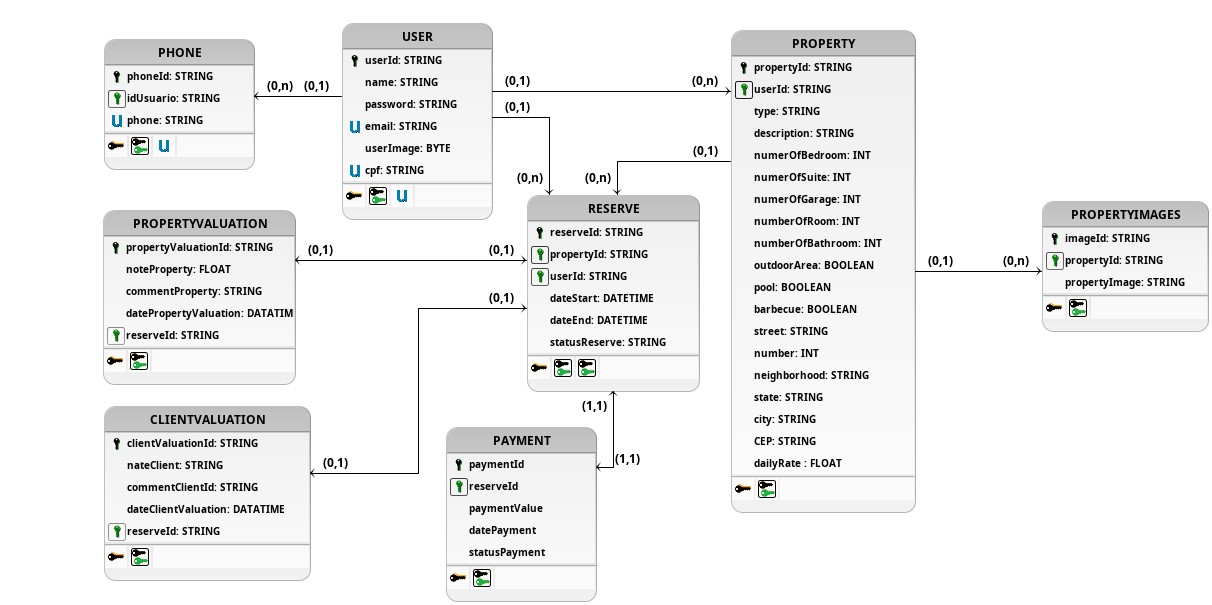 PHONE
phoneId: STRING
idUsuario: STRING
phone: STRING
U
(0,n)
(0,1)
USER
userId: STRING
name: STRING
password: STRING
email: STRING
userImage: BYTE
cpf: STRING
(0,1)
(0,n)
(0,1)
(0,n)
PROPERTY
propertyId: STRING
userId: STRING
type: STRING
description: STRING
numerOfBedroom: INT
numerOfSuite: INT
numerOfGarage: INT
numberOfRoom: INT
numberOfBathroom: INT
outdoorArea: BOOLEAN
pool: BOOLEAN
barbecue: BOOLEAN
street: STRING
number: INT
neighborhood: STRING
state: STRING
city: STRING
CEP: STRING
dailyRate : FLOAT
(0,1)
(0,n)
(0,1)
(0,n)
PROPERTYIMAGES
imageId: STRING
propertyId: STRING
propertyImage: STRING
PROPERTYVALUATION
propertyValuationId: STRING
noteProperty: FLOAT
commentProperty: STRING
datePropertyValuation: DATATIM
reserveId: STRING
(0,1)
(0,1)
RESERVE
reserveId: STRING
propertyId: STRING
userId: STRING
dateStart: DATETIME
dateEnd: DATETIME
statusReserve: STRING
(0,1)
(0,1)
CLIENTVALUATION
clientValuationId: STRING
nateClient: STRING
commentClientId: STRING
dateClientValuation: DATATIME
reserveId: STRING
(1,1)
(1,1)
PAYMENT
paymentId
reserveId
paymentValue
datePayment
statusPayment